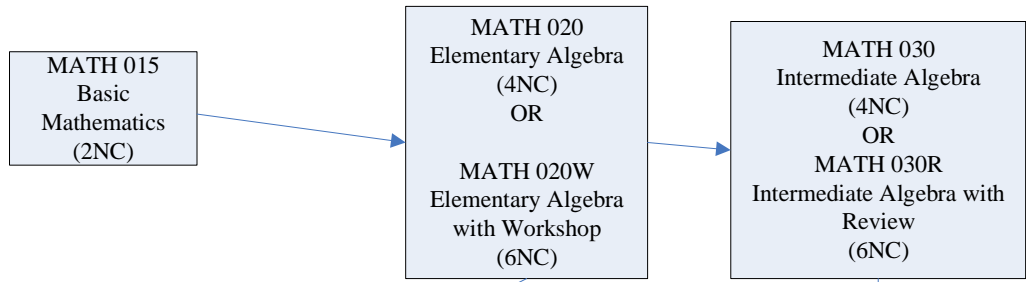 MATH 015
Basic
Mathematics
(2NC)
MATH 020
Elementary Algebra
(4NC)
OR
MATH 020W
Elementary Algebra
with Workshop
(6NC)
MATH 030
Intermediate Algebra
(4NC)
OR
MATH 030R
Intermediate Algebra with
Review
(6NC)